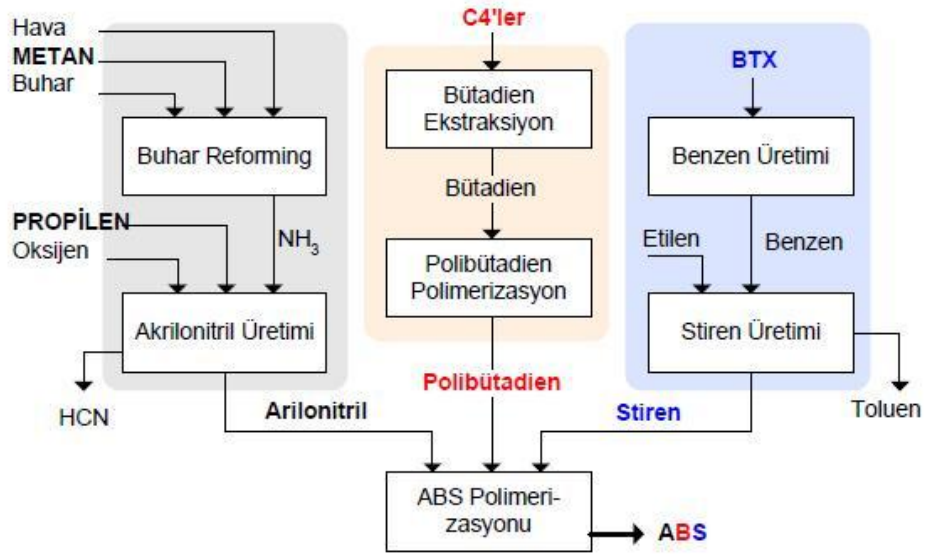 C4'ler
Hava
METAN
Buhar
BTX
Bütadien
Ekstraksiyon
Buhar Reforming
Benzen Üretimi
Bütadien
PROPİLEN
Oksijen
NH3
Etilen
Benzen
Polibütadien
Polimerizasyon
Akrilonitril Üretimi
Stiren Üretimi
Polibütadien
HCN
Arilonitril
Stiren
Toluen
ABS Polimeri-
zasyonu
ABS